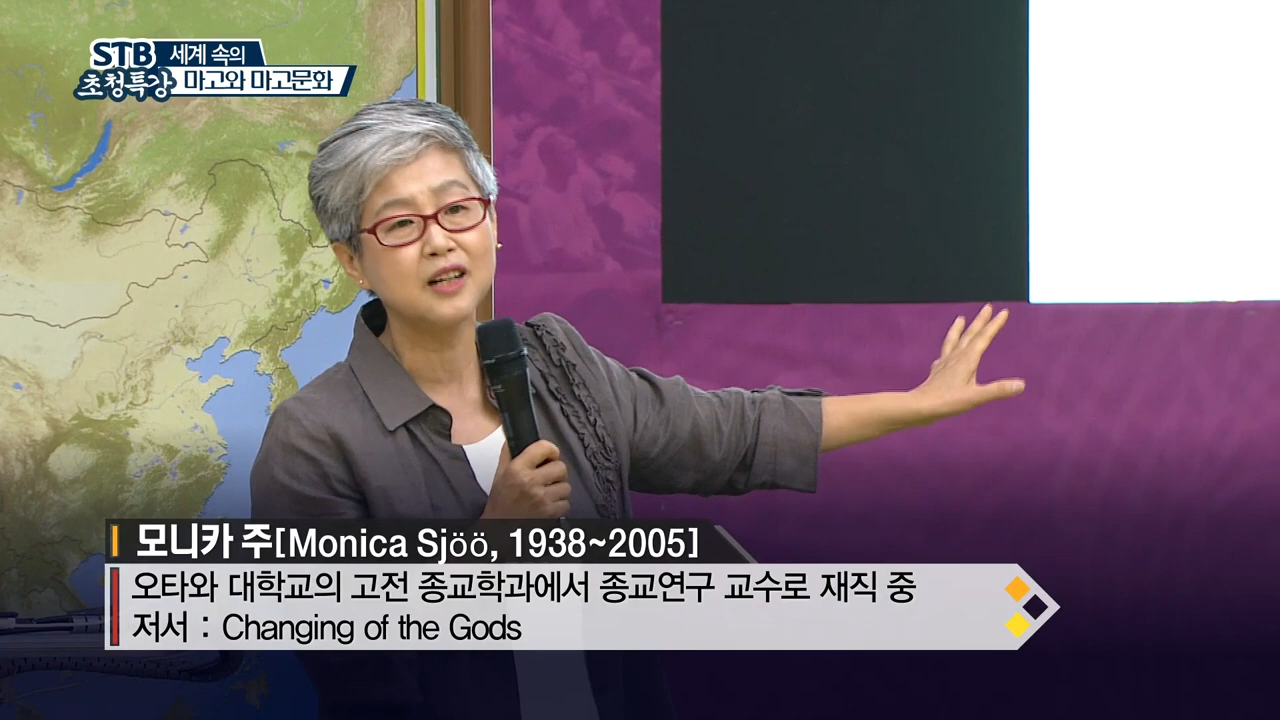 STB 세계 속의
초청특강 마고와 마고문화
모니카 주[Monica Sjöö, 1938~2005]
오타와 대학교의 고전 종교학과에서 종교연구 교수로 재직 중
저서 : Changing of the Gods